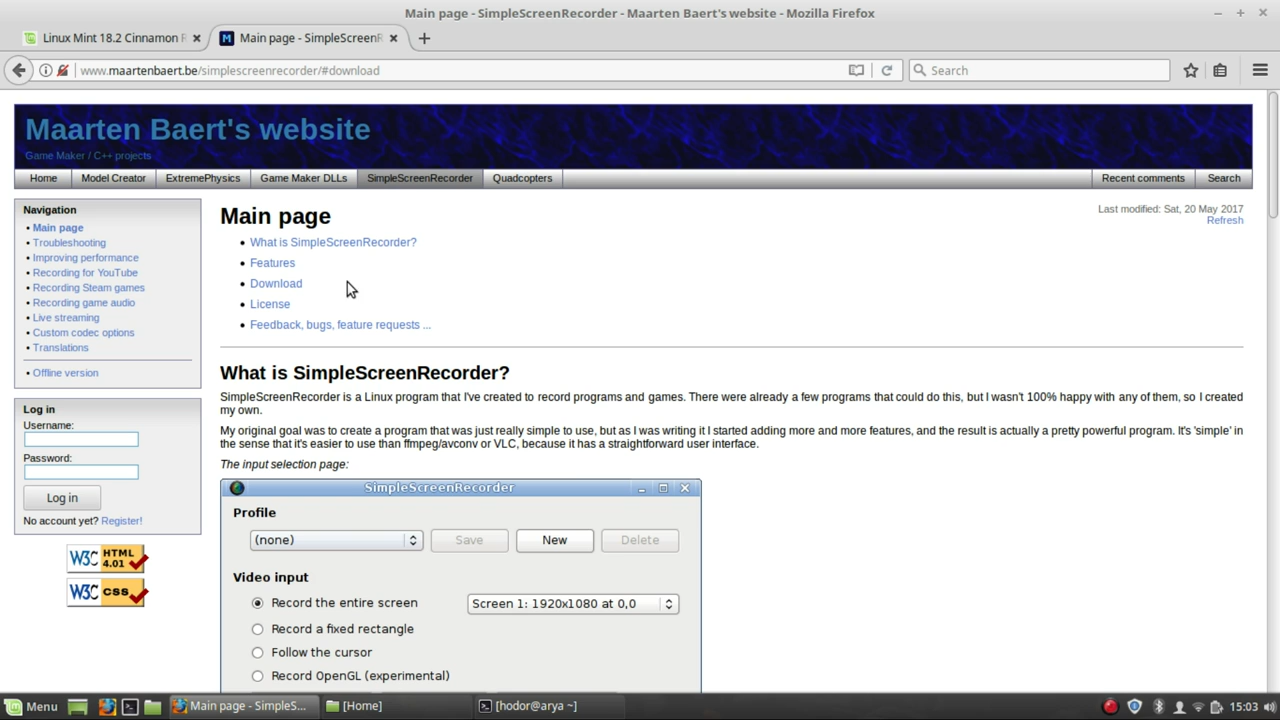 Main page - SimpleScreenRecorder - Maarten Baert's website - Mozilla Firefox
Linux Mint 18.2 Cinnamon
Main page - SimpleScreenR
www.maartenbaert.be/simplescreenrecorder/#download
Search
Maarten Baert's website
Game Maker / C++ projects
Home
Model Creator
ExtremePhysics
Game Maker DLLs
SimpleScreenRecorder
Quadcopters
Recent comments
Search
Navigation
• Main page
• Troubleshooting
• Improving performance
• Recording for YouTube
• Recording Steam games
• Recording game audio
• Live streaming
• Custom codec options
• Translations
• Offline version
Log in
Username:
Password:
Log in
No account yet? Register!
W3C HTML 4.01
W3C CSS
Main page
Last modified: Sat, 20 May 2017
Refresh
• What is SimpleScreenRecorder?
• Features
• Download
• License
• Feedback, bugs, feature requests ...
What is SimpleScreenRecorder?
SimpleScreenRecorder is a Linux program that I've created to record programs and games. There were already a few programs that could do this, but I wasn't 100% happy with any of them, so I created
my own.
My original goal was to create a program that was just really simple to use, but as I was writing it I started adding more and more features, and the result is actually a pretty powerful program. It's 'simple' in
the sense that it's easier to use than ffmpeg/avconv or VLC, because it has a straightforward user interface.
The input selection page:
SimpleScreenRecorder
Profile
(none)
Save
New
Delete
Video input
Record the entire screen
Screen 1: 1920x1080 at 0,0
Record a fixed rectangle
Follow the cursor
Record OpenGL (experimental)
Menu
Main page - SimpleS...
[Home]
[hodor@arya ~]
15:03